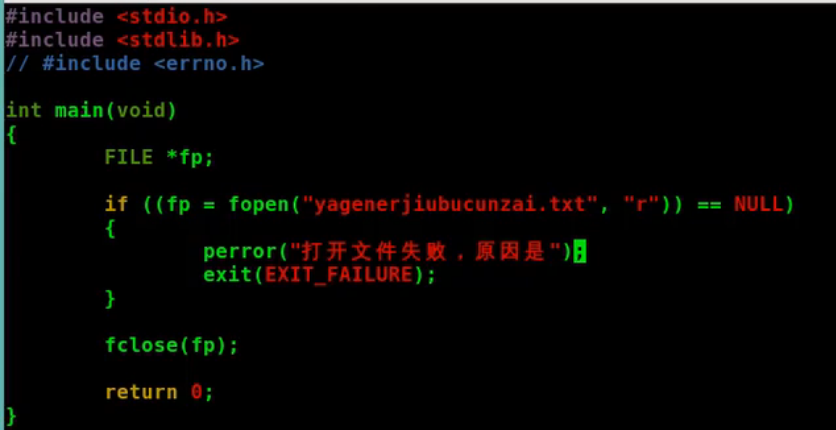 #include <stdio.h>
#include <stdlib.h>
// #include <errno.h>
int main(void)
{
FILE *fp;
if ((fp = fopen("yagenerjiubucunzai.txt", "r")) == NULL)
{
perror("打开文件失败，原因是");
exit(EXIT_FAILURE);
}
fclose(fp);
return 0;
}